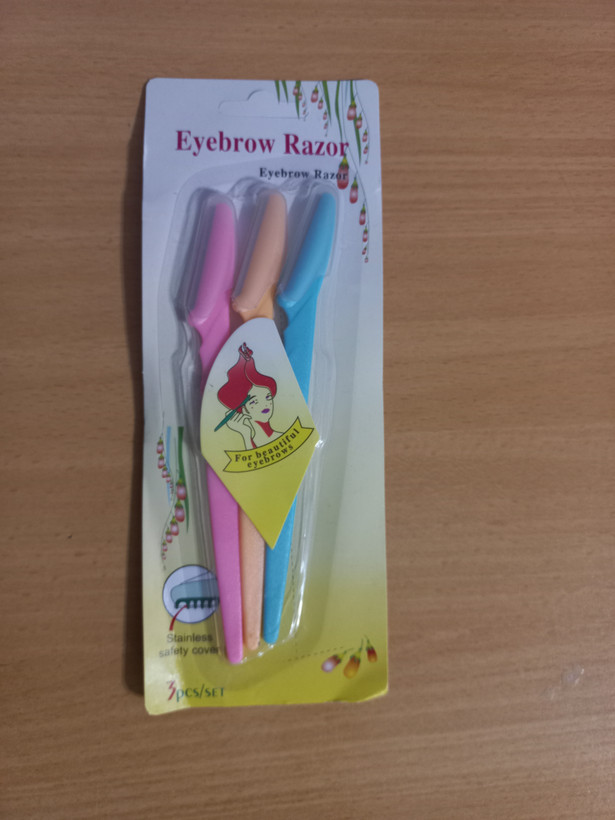 Eyebrow Razor
Eyebrow Razor
For beautiful
eyebrows
Stainless
safety cover
3pcs/SET